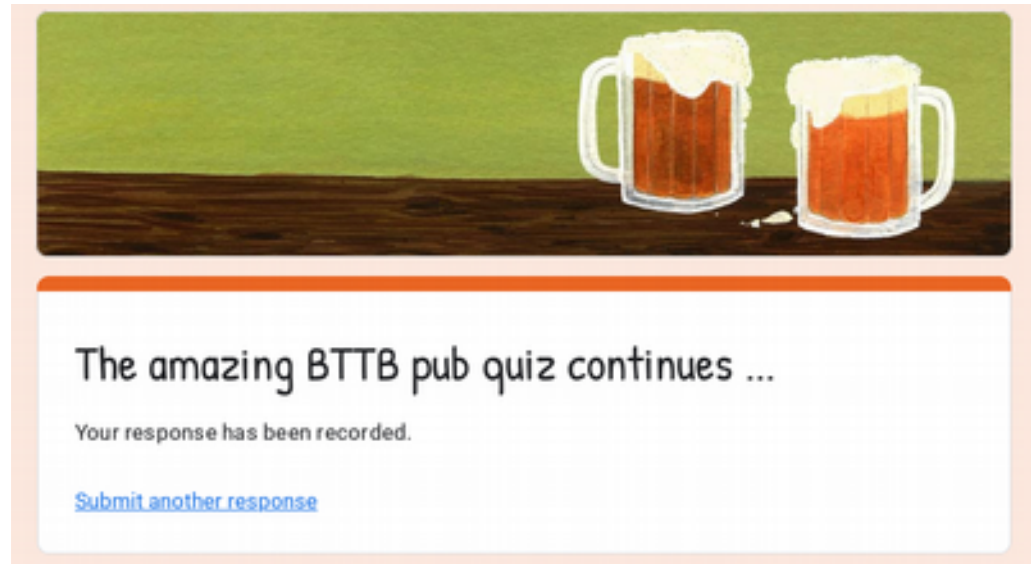 The amazing BTTB pub quiz continues ...
Your response has been recorded.
Submit another response